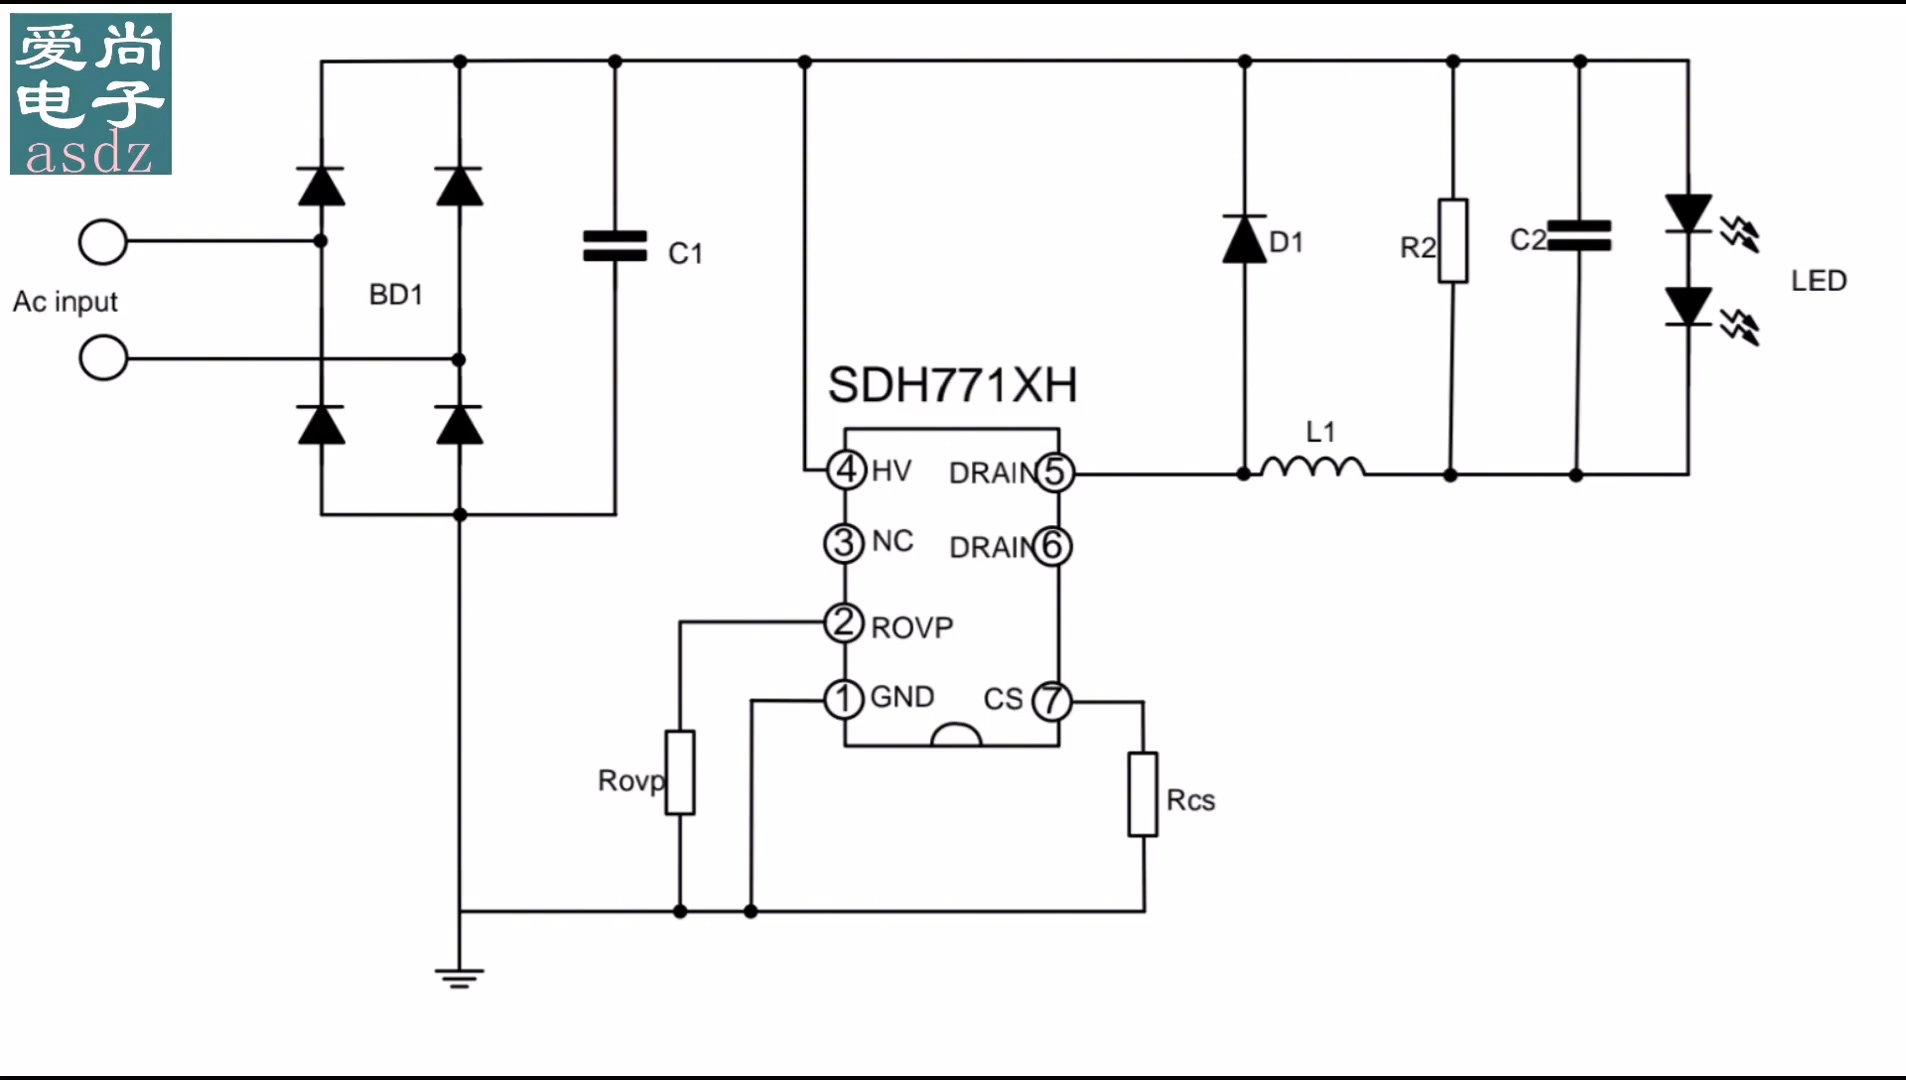 爱尚
电子
asdz
Ac input
BD1
C1
D1
R2
C2
LED
L1
SDH771XH
4 HV
DRAIN 5
3 NC
DRAIN 6
2 ROVP
1 GND
CS 7
Rovp
Rcs